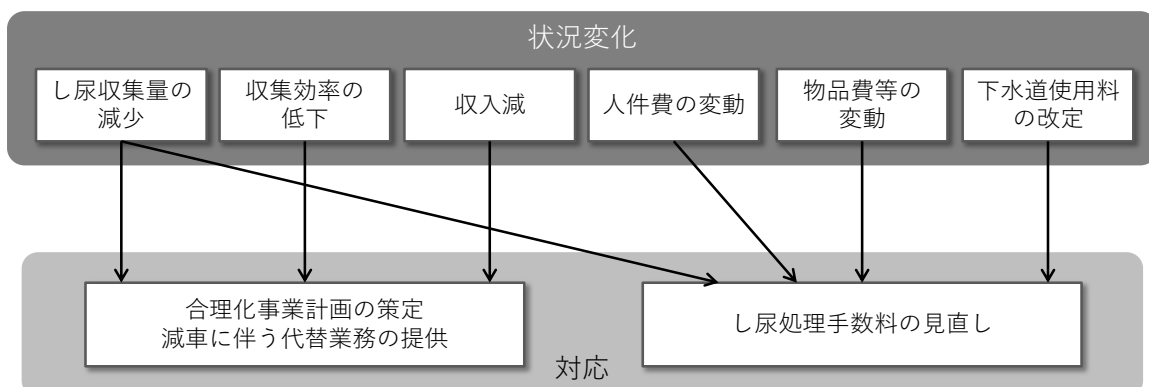 状況変化
し尿収集量の
減少
収集効率の
低下
収入減
人件費の変動
物品費等の
変動
下水道使用料
の改定
合理化事業計画の策定
減車に伴う代替業務の提供
し尿処理手数料の見直し
対応